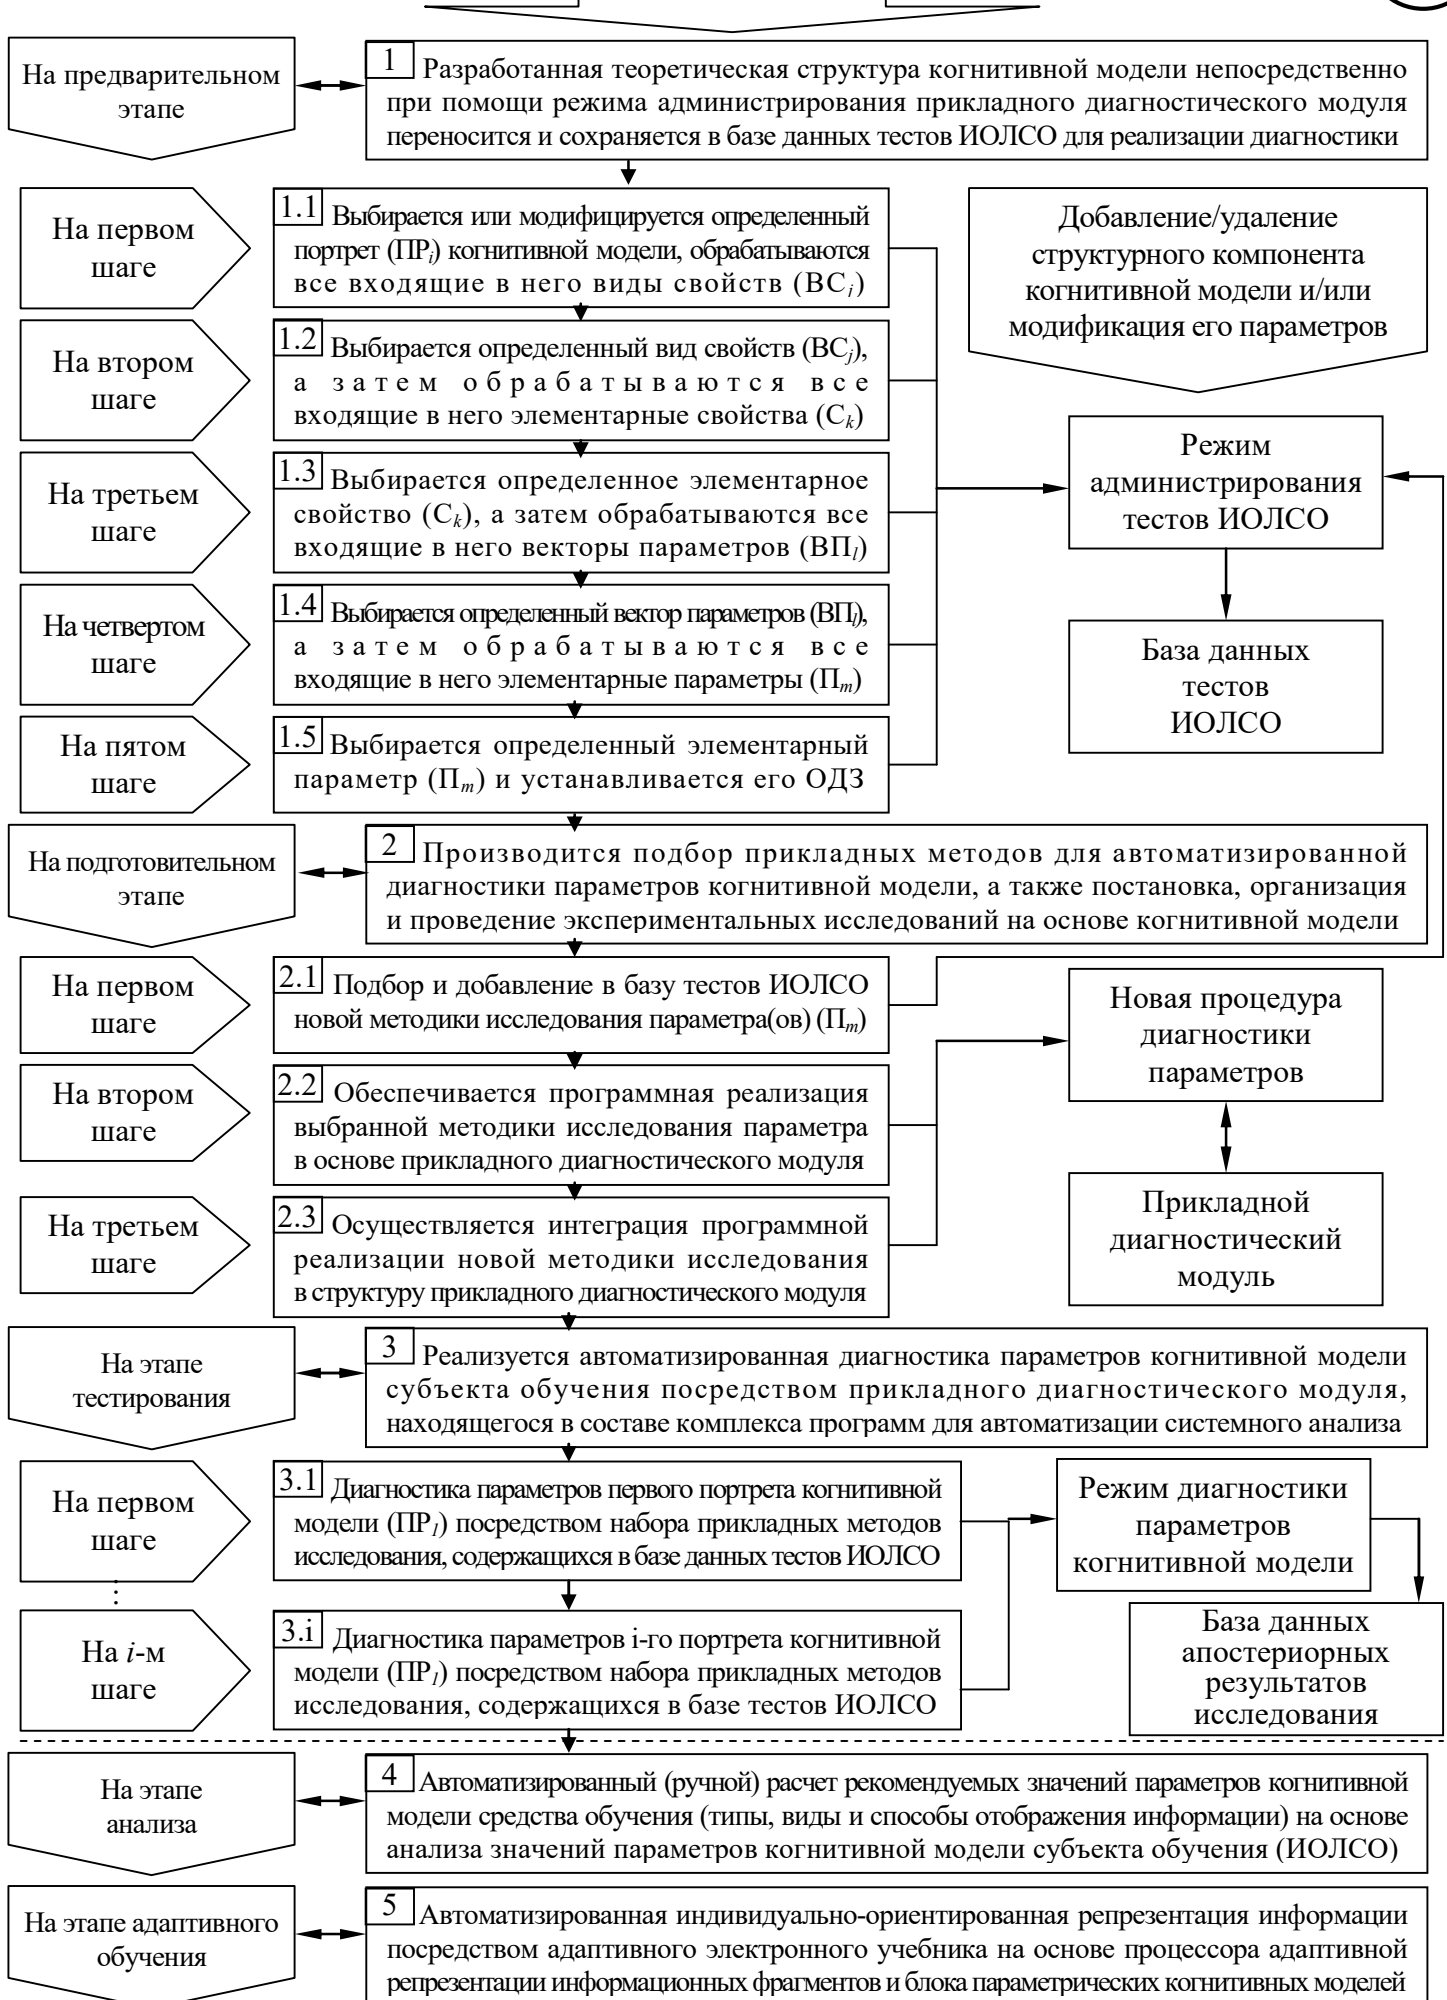 На предварительном
этапе
1
Разработанная теоретическая структура когнитивной модели непосредственно
при помощи режима администрирования прикладного диагностического модуля
переносится и сохраняется в базе данных тестов ИОЛСО для реализации диагностики
На первом
шаге
1.1
Выбирается или модифицируется определенный
портрет (ПРi) когнитивной модели, обрабатываются
все входящие в него виды свойств (ВСj)
Добавление/удаление
структурного компонента
когнитивной модели и/или
модификация его параметров
На втором
шаге
1.2
Выбирается определенный вид свойств (ВСj),
а затем обрабатываются все
входящие в него элементарные свойства (Сk)
На третьем
шаге
1.3
Выбирается определенное элементарное
свойство (Сk), а затем обрабатываются все
входящие в него векторы параметров (ВПl)
Режим
администрирования
тестов ИОЛСО
На четвертом
шаге
1.4
Выбирается определенный вектор параметров (ВПl),
а затем обрабатываются все
входящие в него элементарные параметры (Пm)
База данных
тестов
ИОЛСО
На пятом
шаге
1.5
Выбирается определенный элементарный
параметр (Пm) и устанавливается его ОДЗ
На подготовительном
этапе
2
Производится подбор прикладных методов для автоматизированной
диагностики параметров когнитивной модели, а также постановка, организация
и проведение экспериментальных исследований на основе когнитивной модели
На первом
шаге
2.1
Подбор и добавление в базу тестов ИОЛСО
новой методики исследования параметра(ов) (Пm)
Новая процедура
диагностики
параметров
На втором
шаге
2.2
Обеспечивается программная реализация
выбранной методики исследования параметра
в основе прикладного диагностического модуля
На третьем
шаге
2.3
Осуществляется интеграция программной
реализации новой методики исследования
в структуру прикладного диагностического модуля
Прикладной
диагностический
модуль
На этапе
тестирования
3
Реализуется автоматизированная диагностика параметров когнитивной модели
субъекта обучения посредством прикладного диагностического модуля,
находящегося в составе комплекса программ для автоматизации системного анализа
На первом
шаге
3.1
Диагностика параметров первого портрета когнитивной
модели (ПР1) посредством набора прикладных методов
исследования, содержащихся в базе данных тестов ИОЛСО
Режим диагностики
параметров
когнитивной модели
...
На i-м
шаге
3.i
Диагностика параметров i-го портрета когнитивной
модели (ПР1) посредством набора прикладных методов
исследования, содержащихся в базе тестов ИОЛСО
База данных
апостериорных
результатов
исследования
На этапе
анализа
4
Автоматизированный (ручной) расчет рекомендуемых значений параметров когнитивной
модели средства обучения (типы, виды и способы отображения информации) на основе
анализа значений параметров когнитивной модели субъекта обучения (ИОЛСО)
На этапе адаптивного
обучения
5
Автоматизированная индивидуально-ориентированная репрезентация информации
посредством адаптивного электронного учебника на основе процессора адаптивной
репрезентации информационных фрагментов и блока параметрических когнитивных моделей